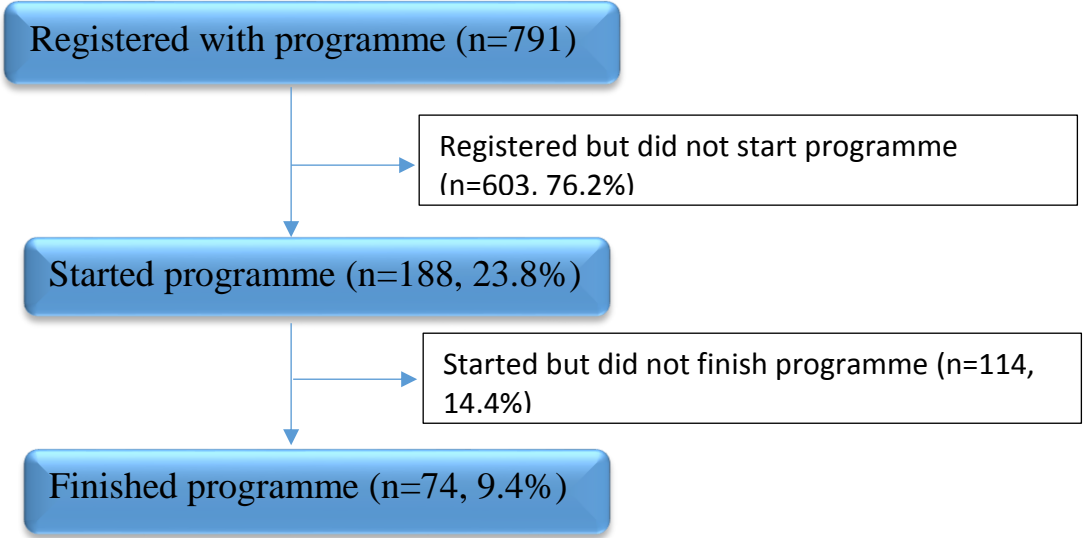 Registered with programme (n=791)
Registered but did not start programme
(n=603, 76.2%)
Started programme (n=188, 23.8%)
Started but did not finish programme (n=114,
14.4%)
Finished programme (n=74, 9.4%)